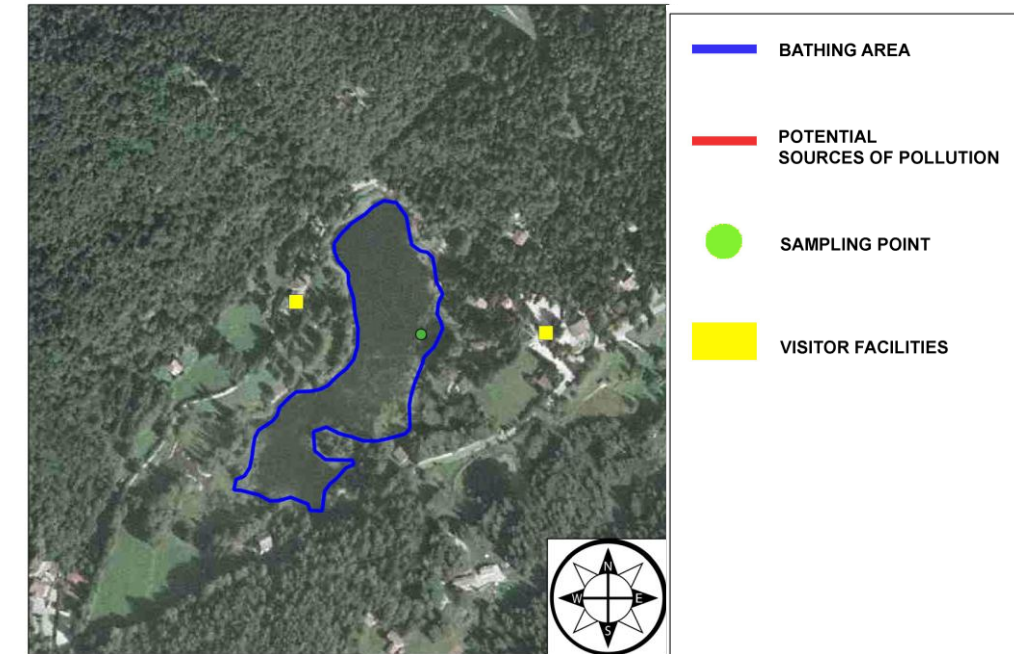 BATHING AREA
POTENTIAL
SOURCES OF POLLUTION
SAMPLING POINT
VISITOR FACILITIES
N
W E
S